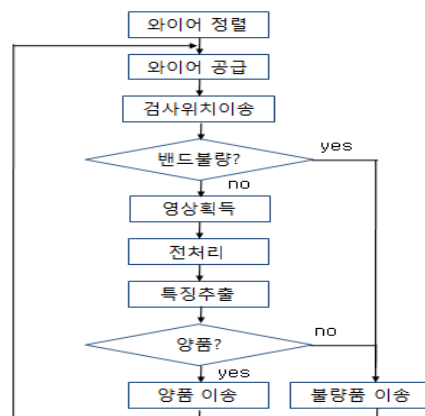 와이어 정렬
와이어 공급
검사위치이송
밴드불량?
yes
no
영상획득
전처리
특징추출
양품?
no
yes
양품 이송
불량품 이송